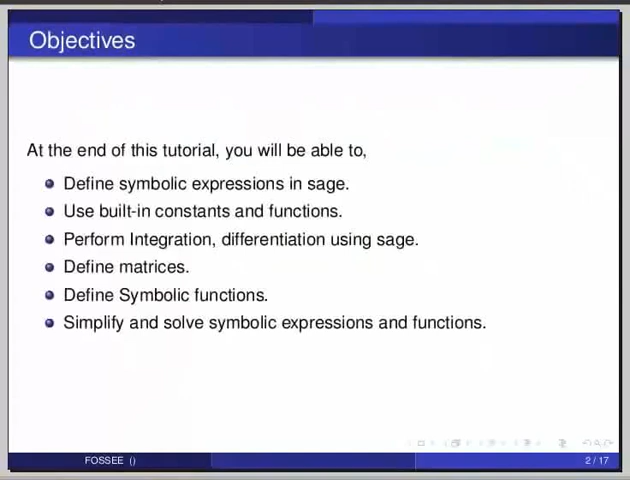 Objectives
At the end of this tutorial, you will be able to,
Define symbolic expressions in sage.
Use built-in constants and functions.
Perform Integration, differentiation using sage.
Define matrices.
Define Symbolic functions.
Simplify and solve symbolic expressions and functions.
FOSSEE () 2 / 17